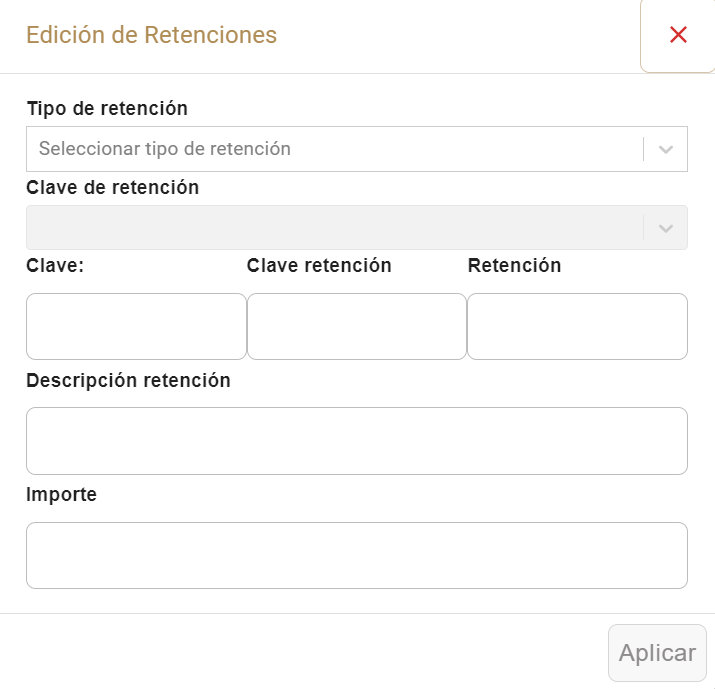 Edición de Retenciones
Tipo de retención
Seleccionar tipo de retención
Clave de retención
Clave: Clave retención Retención
Descripción retención
Importe
Aplicar